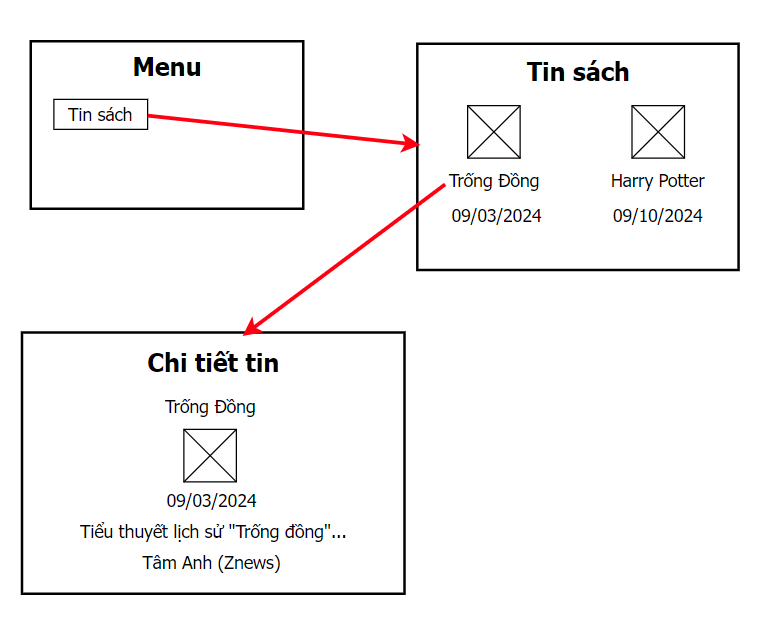 Menu
Tin sách
Tin sách
Trống Đồng
Harry Potter
09/03/2024
09/10/2024
Chi tiết tin
Trống Đồng
09/03/2024
Tiểu thuyết lịch sử "Trống đồng"...
Tâm Anh (Znews)